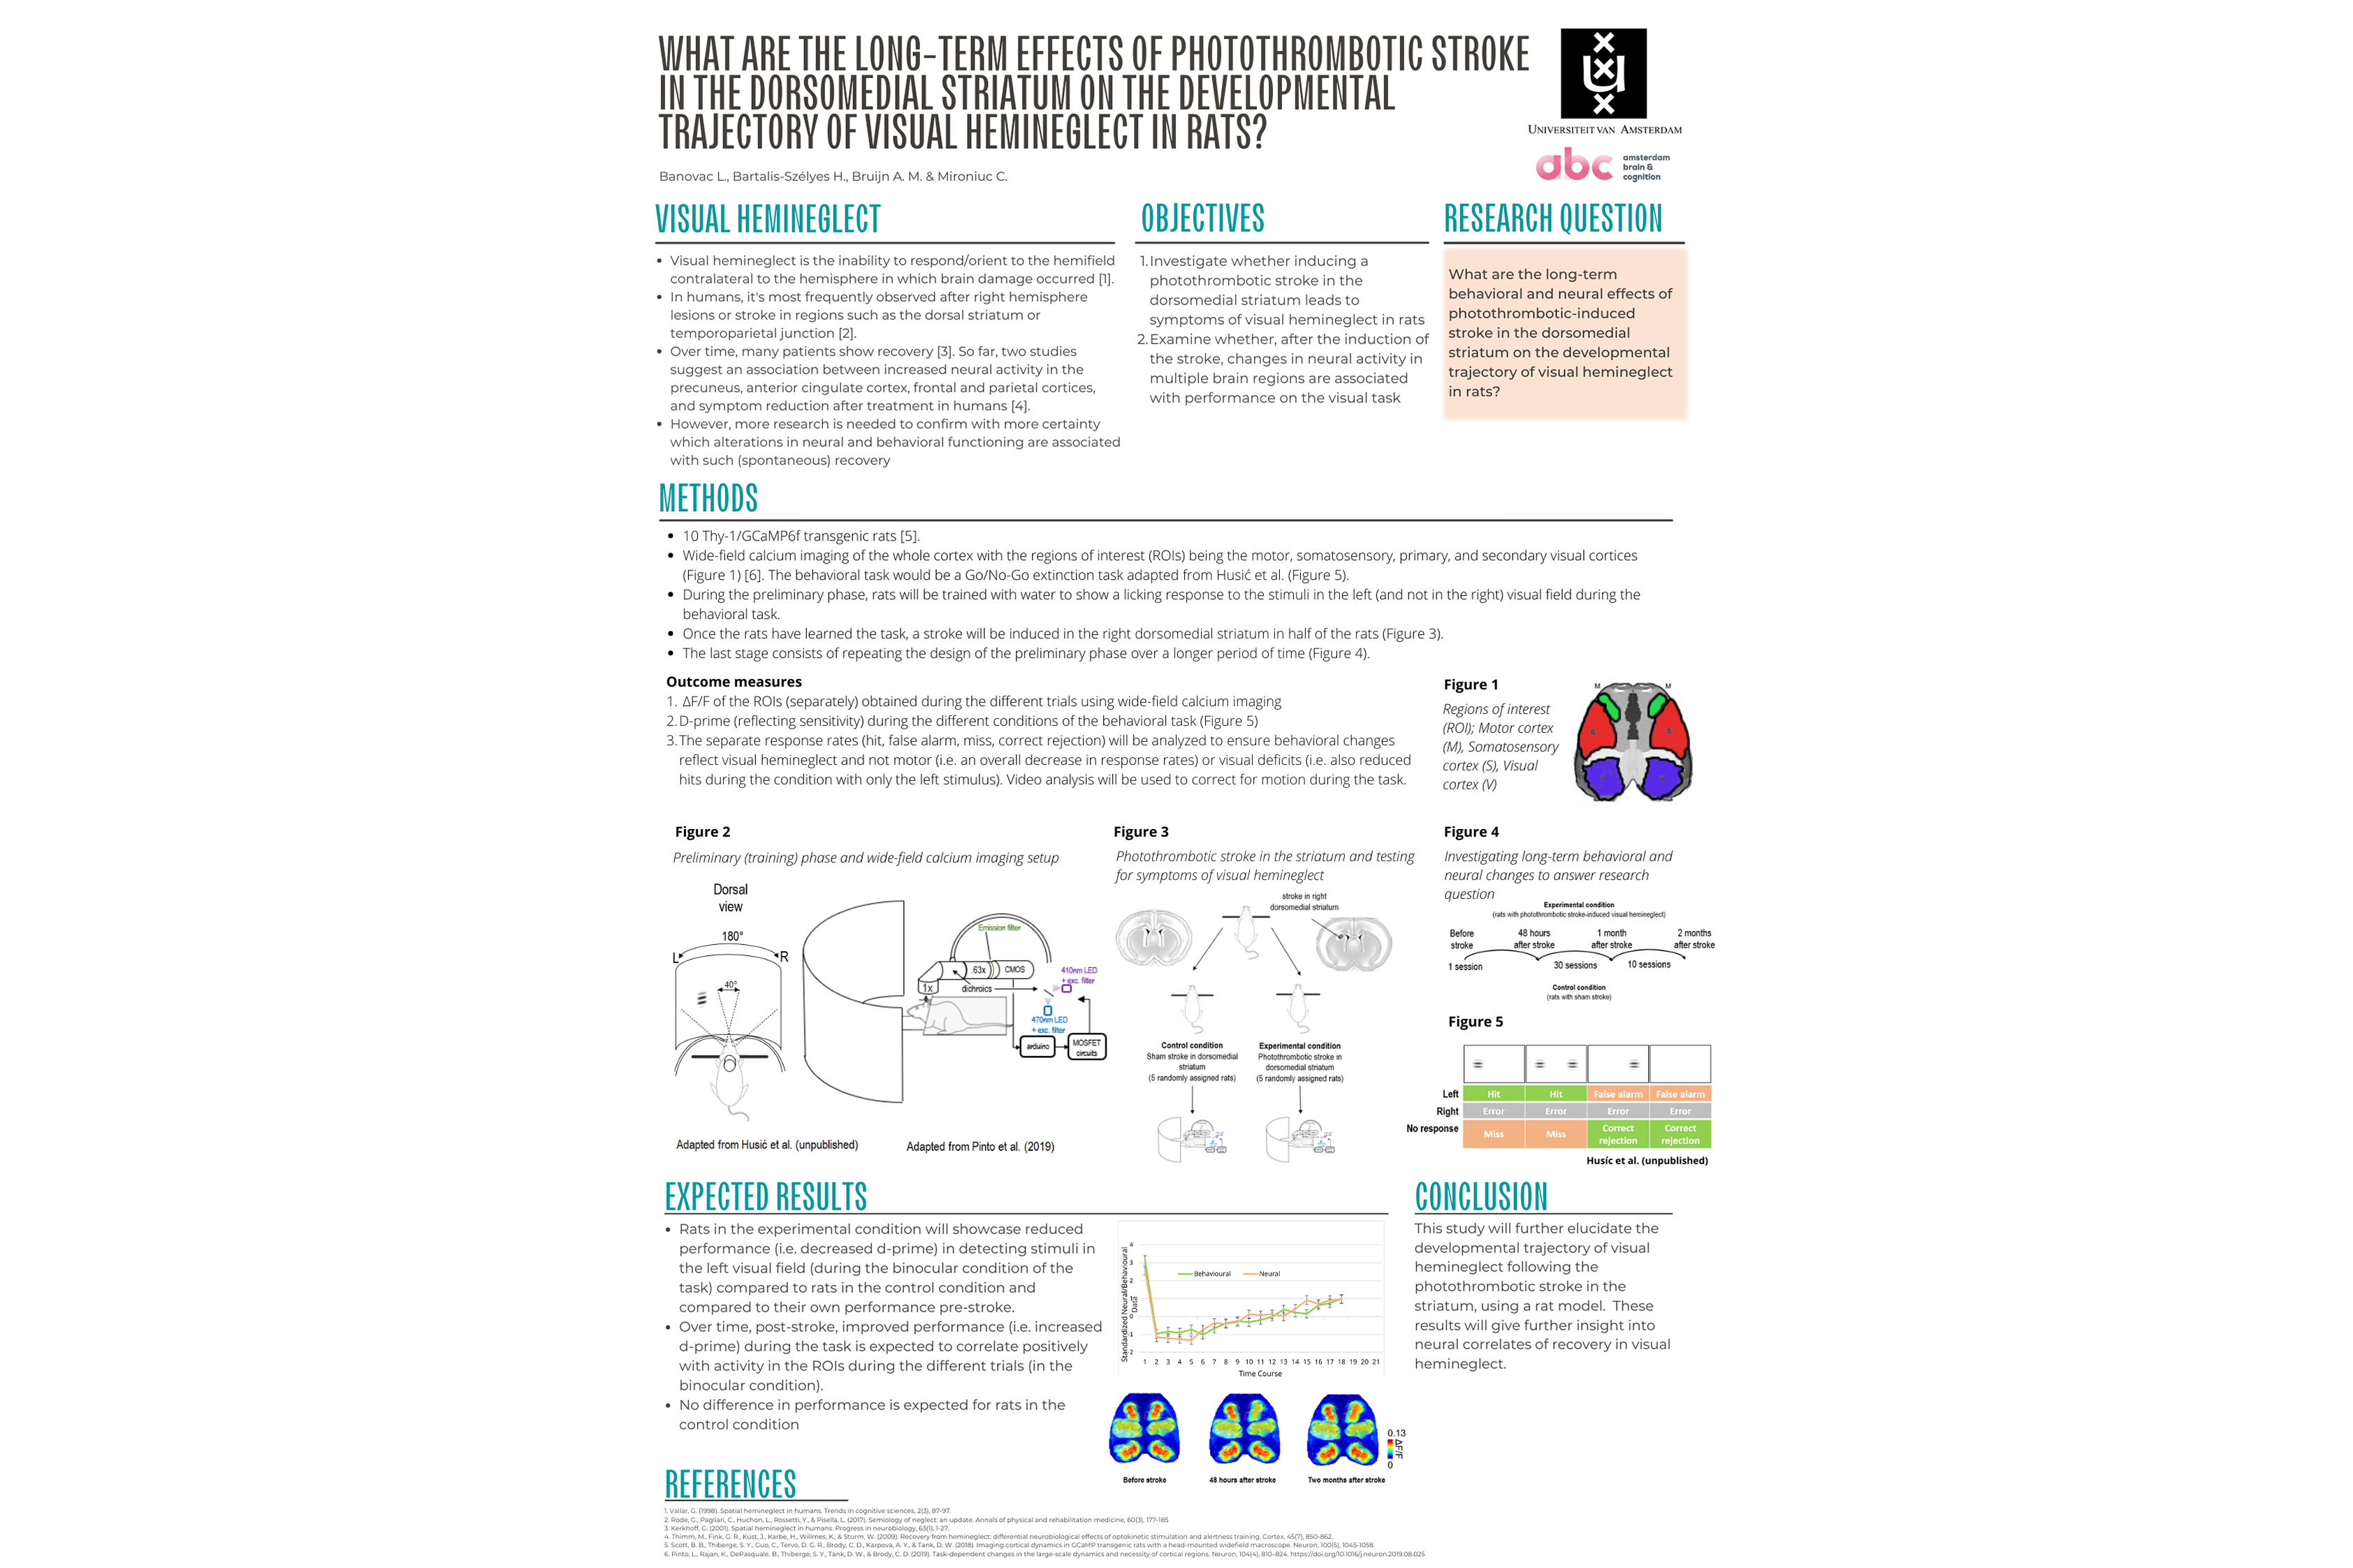 WHAT ARE THE LONG-TERM EFFECTS OF PHOTOTHROMBOTIC STROKE
IN THE DORSOMEDIAL STRIATUM ON THE DEVELOPMENTAL
TRAJECTORY OF VISUAL HEMINEGLECT IN RATS?
UNIVERSITEIT VAN AMSTERDAM
abc amsterdam
brain &
cognition
Banovac L., Bartalis-Szélyes H., Bruijn A. M. & Mironiuc C.
VISUAL HEMINEGLECT
• Visual hemineglect is the inability to respond/orient to the hemifield
contralateral to the hemisphere in which brain damage occurred [1].
• In humans, it's most frequently observed after right hemisphere
lesions or stroke in regions such as the dorsal striatum or
temporoparietal junction [2].
• Over time, many patients show recovery [3]. So far, two studies
suggest an association between increased neural activity in the
precuneus, anterior cingulate cortex, frontal and parietal cortices,
and symptom reduction after treatment in humans [4].
• However, more research is needed to confirm with more certainty
which alterations in neural and behavioral functioning are associated
with such (spontaneous) recovery
OBJECTIVES
1. Investigate whether inducing a
photothrombotic stroke in the
dorsomedial striatum leads to
symptoms of visual hemineglect in rats
2. Examine whether, after the induction of
the stroke, changes in neural activity in
multiple brain regions are associated
with performance on the visual task
RESEARCH QUESTION
What are the long-term
behavioral and neural effects of
photothrombotic-induced
stroke in the dorsomedial
striatum on the developmental
trajectory of visual hemineglect
in rats?
METHODS
• 10 Thy-1/GCaMP6f transgenic rats [5].
• Wide-field calcium imaging of the whole cortex with the regions of interest (ROIs) being the motor, somatosensory, primary, and secondary visual cortices
(Figure 1) [6]. The behavioral task would be a Go/No-Go extinction task adapted from Husić et al. (Figure 5).
• During the preliminary phase, rats will be trained with water to show a licking response to the stimuli in the left (and not in the right) visual field during the
behavioral task.
• Once the rats have learned the task, a stroke will be induced in the right dorsomedial striatum in half of the rats (Figure 3).
• The last stage consists of repeating the design of the preliminary phase over a longer period of time (Figure 4).
Outcome measures
1. ΔF/F of the ROIs (separately) obtained during the different trials using wide-field calcium imaging
2. D-prime (reflecting sensitivity) during the different conditions of the behavioral task (Figure 5)
3. The separate response rates (hit, false alarm, miss, correct rejection) will be analyzed to ensure behavioral changes
reflect visual hemineglect and not motor (i.e. an overall decrease in response rates) or visual deficits (i.e. also reduced
hits during the condition with only the left stimulus). Video analysis will be used to correct for motion during the task.
Figure 1
Regions of interest
(ROI); Motor cortex
(M), Somatosensory
cortex (S), Visual
cortex (V)
M M
S S
Figure 2
Preliminary (training) phase and wide-field calcium imaging setup
Dorsal
view
180°
L R
40°
Emission filter
.63x CMOS
1x
dichroics
410nm LED
+ exc. filter
470nm LED
+ exc. filter
arduino
MOSFET
circuits
Adapted from Husić et al. (unpublished)
Adapted from Pinto et al. (2019)
Figure 3
Photothrombotic stroke in the striatum and testing
for symptoms of visual hemineglect
stroke in right
dorsomedial striatum
Control condition
Sham stroke in dorsomedial
striatum
(5 randomly assigned rats)
Experimental condition
Photothrombotic stroke in
dorsomedial striatum
(5 randomly assigned rats)
Figure 4
Investigating long-term behavioral and
neural changes to answer research
question
Experimental condition
(rats with photothrombotic stroke-induced visual hemineglect)
Before
stroke
48 hours
after stroke
1 month
after stroke
2 months
after stroke
1 session
30 sessions
10 sessions
Control condition
(rats with sham stroke)
Figure 5
Left Hit Hit False alarm False alarm
Right Error Error Error Error
No response Miss Miss Correct rejection Correct rejection
Husíc et al. (unpublished)
EXPECTED RESULTS
• Rats in the experimental condition will showcase reduced
performance (i.e. decreased d-prime) in detecting stimuli in
the left visual field (during the binocular condition of the
task) compared to rats in the control condition and
compared to their own performance pre-stroke.
• Over time, post-stroke, improved performance (i.e. increased
d-prime) during the task is expected to correlate positively
with activity in the ROIs during the different trials (in the
binocular condition).
• No difference in performance is expected for rats in the
control condition
Standardized Neural/Behavioural
Data
4
3
2
1
0
-1
-2
Behavioural Neural
1 2 3 4 5 6 7 8 9 10 11 12 13 14 15 16 17 18 19 20 21
Time Course
0.13
ΔF/F
0
Before stroke
48 hours after stroke
Two months after stroke
CONCLUSION
This study will further elucidate the
developmental trajectory of visual
hemineglect following the
photothrombotic stroke in the
striatum, using a rat model. These
results will give further insight into
neural correlates of recovery in visual
hemineglect.
REFERENCES
1. Vallar, G. (1998). Spatial hemineglect in humans. Trends in cognitive sciences, 2(3), 87-97.
2. Rode, G., Pagliari, C., Huchon, L., Rossetti, Y., & Pisella, L. (2017). Semiology of neglect: an update. Annals of physical and rehabilitation medicine, 60(3), 177-185
3. Kerkhoff, G. (2001). Spatial hemineglect in humans. Progress in neurobiology, 63(1), 1-27.
4. Thimm, M., Fink, G. R., Küst, J., Karbe, H., Willmes, K., & Sturm, W. (2009). Recovery from hemineglect: differential neurobiological effects of optokinetic stimulation and alertness training. Cortex, 45(7), 850-862.
5. Scott, B. B., Thiberge, S. Y., Guo, C., Tervo, D. G. R., Brody, C. D., Karpova, A. Y., & Tank, D. W. (2018). Imaging cortical dynamics in GCaMP transgenic rats with a head-mounted widefield macroscope. Neuron, 100(5), 1045-1058.
6. Pinto, L., Rajan, K., DePasquale, B., Thiberge, S. Y., Tank, D. W., & Brody, C. D. (2019). Task-dependent changes in the large-scale dynamics and necessity of cortical regions. Neuron, 104(4), 810-824. https://doi.org/10.1016/j.neuron.2019.08.025